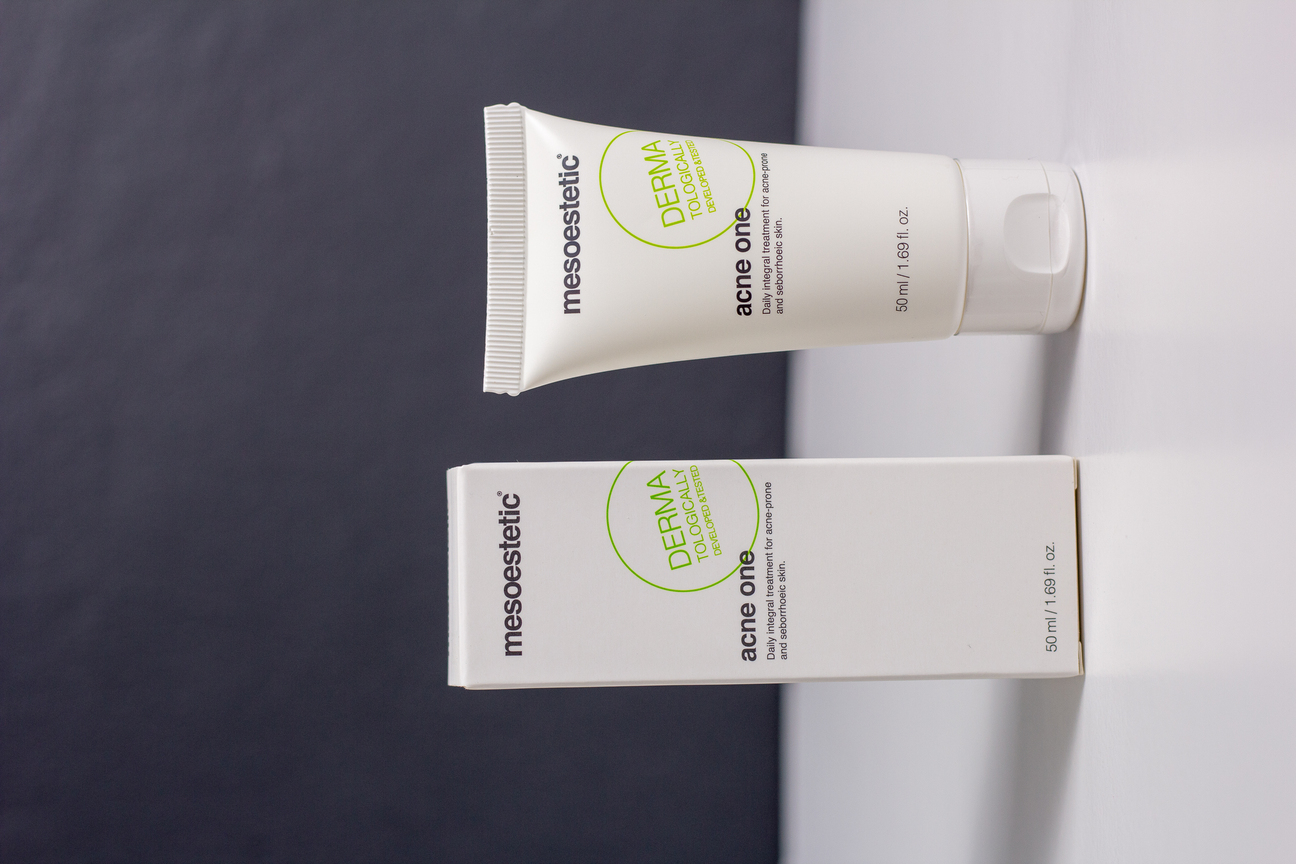 mesoestetic®
DERMA
TOLOGICALLY
DEVELOPED &TESTED
acne one
Daily integral treatment for acne-prone
and seborrhoeic skin.
50 ml / 1.69 fl. oz.
mesoestetic®
DERMA
TOLOGICALLY
DEVELOPED &TESTED
acne one
Daily integral treatment for acne-prone
and seborrhoeic skin.
50 ml / 1.69 fl. oz.